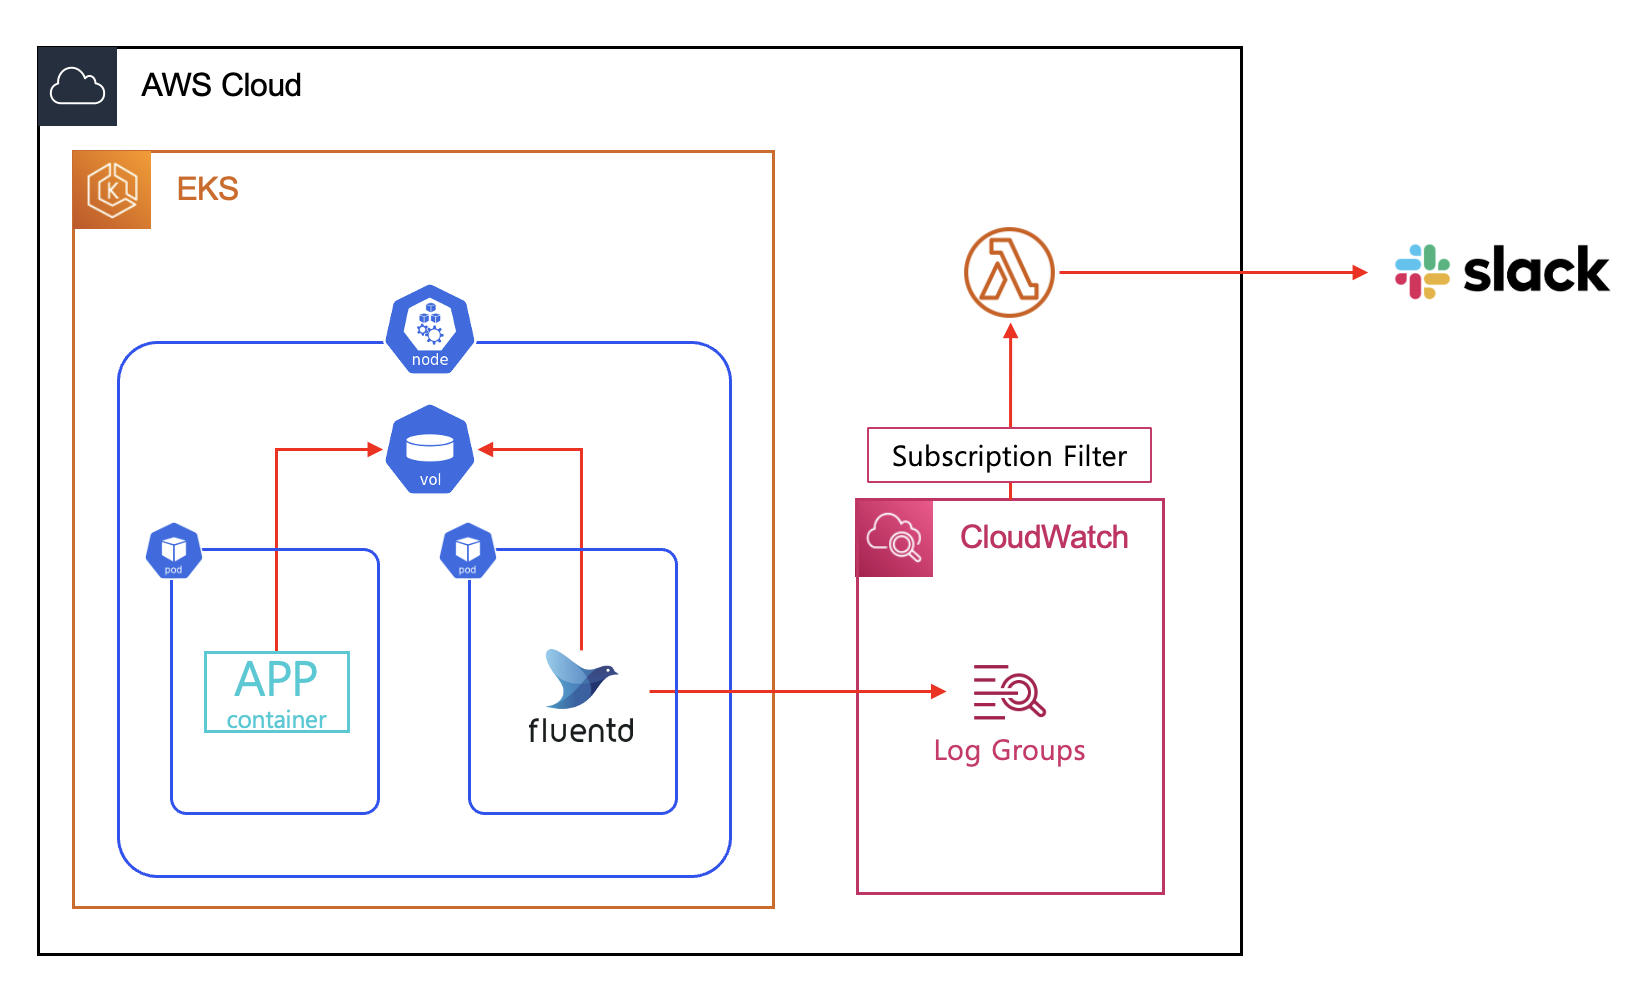 AWS Cloud
EKS
node
vol
pod
pod
APP
container
fluentd
Subscription Filter
CloudWatch
Log Groups
slack